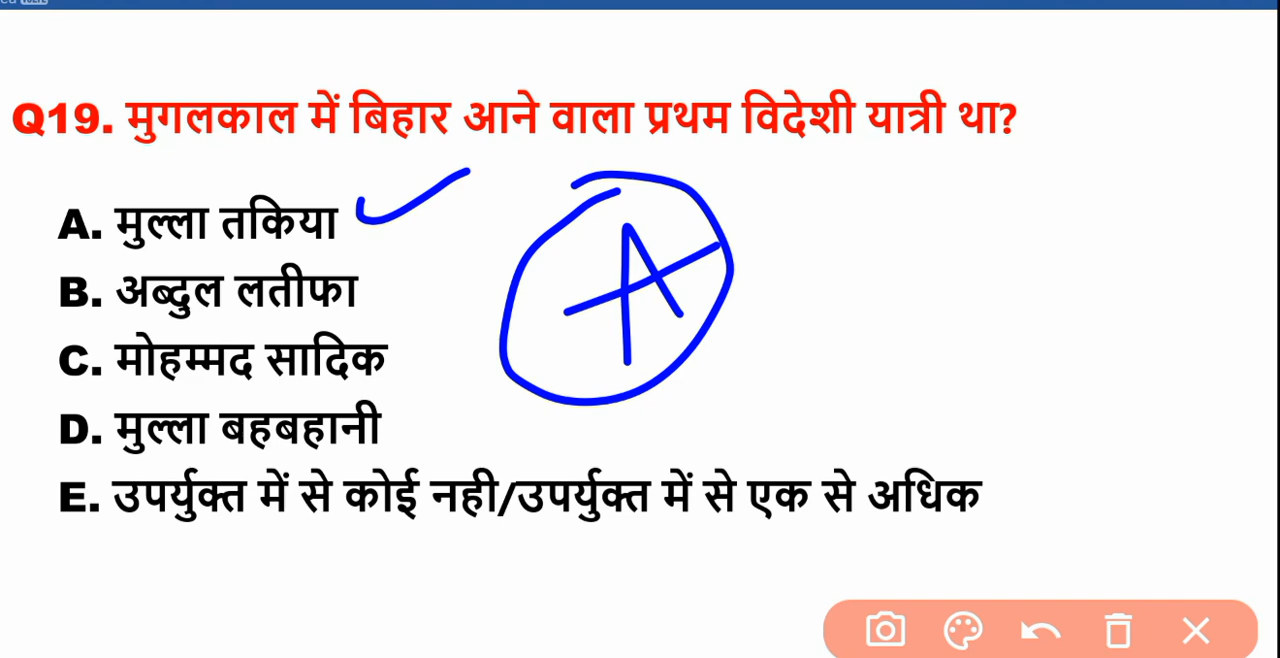 Q19. मुगलकाल में बिहार आने वाला प्रथम विदेशी यात्री था?
A. मुल्ला तकिया
A
B. अब्दुल लतीफा
C. मोहम्मद सादिक
D. मुल्ला बहबहानी
E. उपर्युक्त में से कोई नही/उपर्युक्त में से एक से अधिक